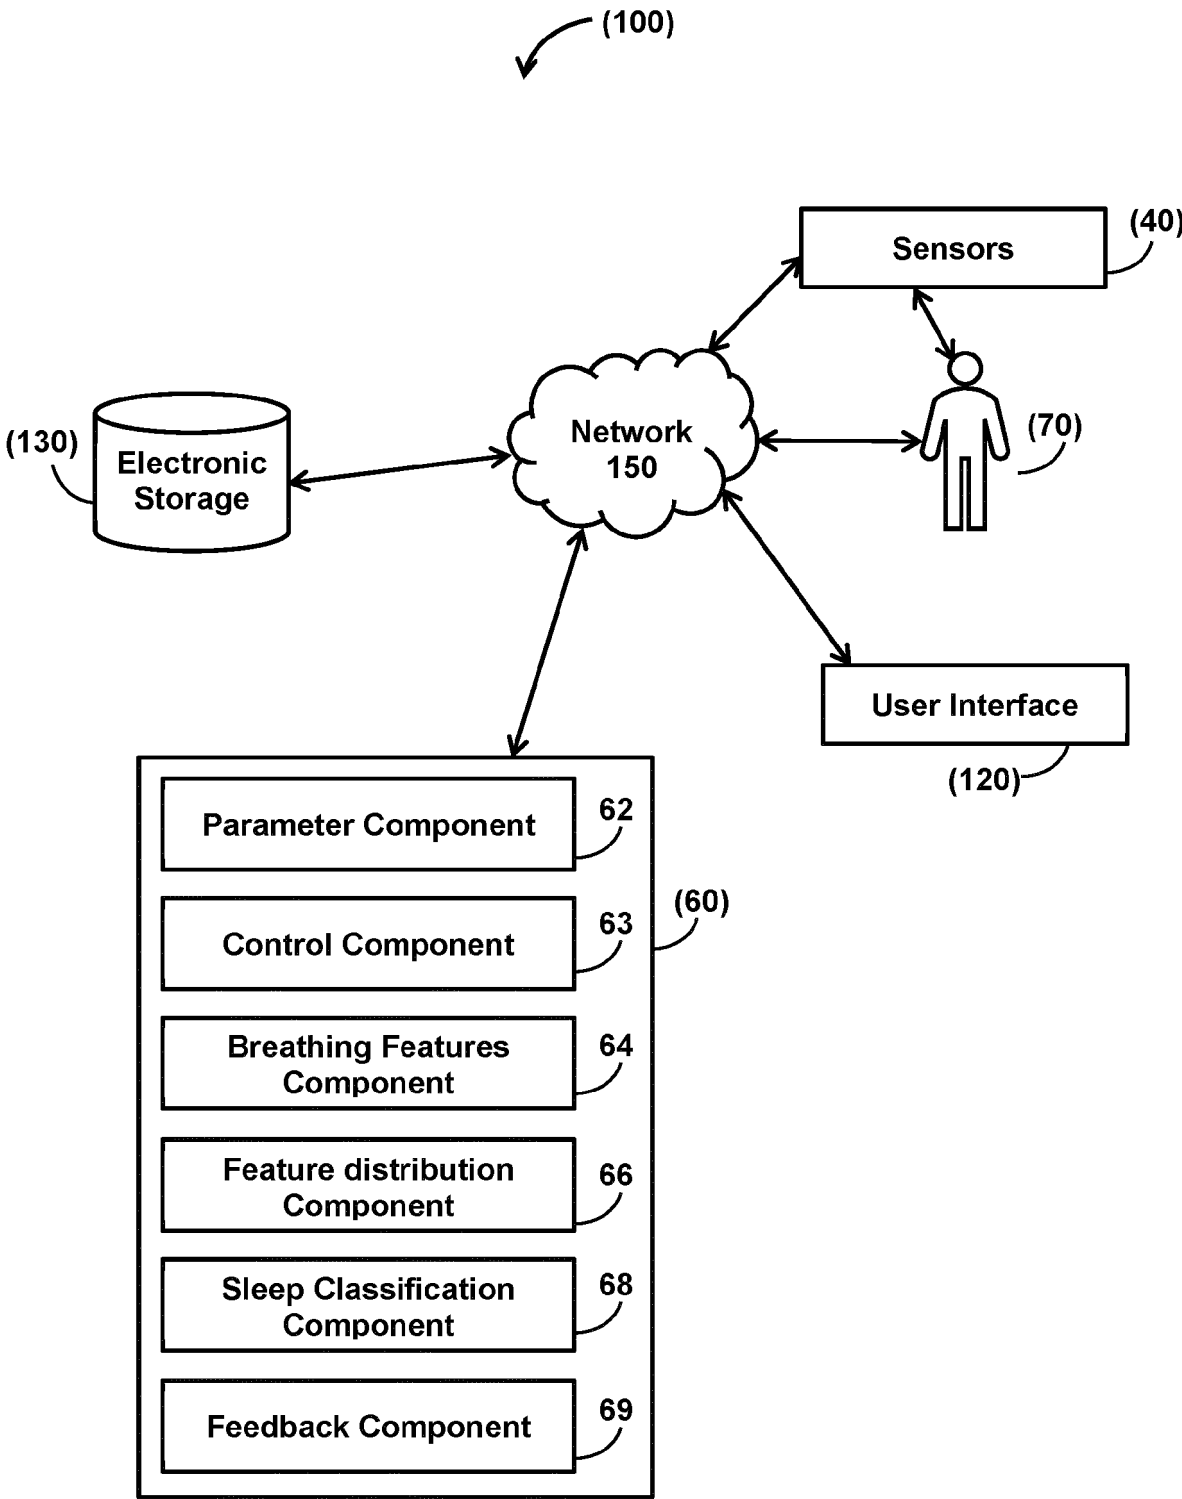 (100)
Sensors
(40)
Network
150
(70)
(130)
Electronic
Storage
User Interface
(120)
Parameter Component
62
Control Component
63
(60)
Breathing Features
Component
64
Feature distribution
Component
66
Sleep Classification
Component
68
Feedback Component
69